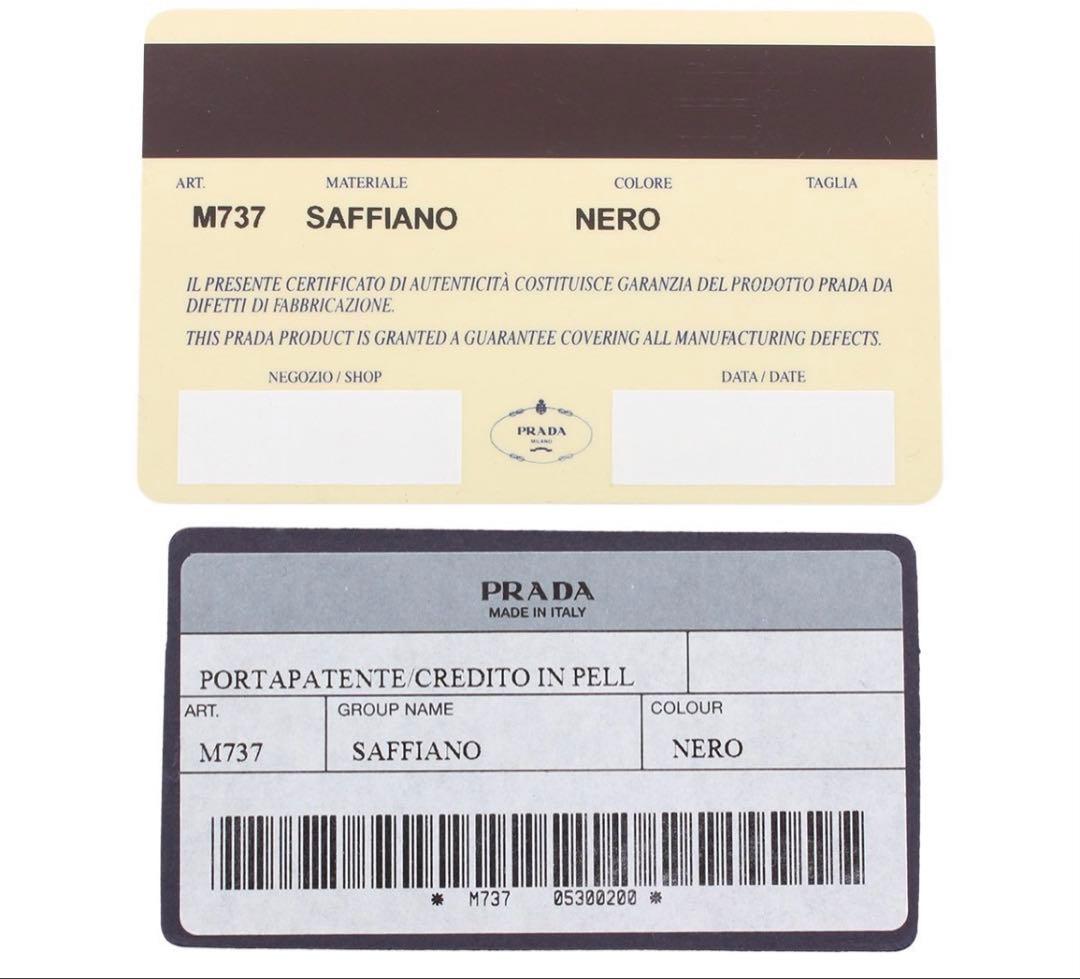 ART. MATERIALE COLORE TAGLIA
M737 SAFFIANO NERO
IL PRESENTE CERTIFICATO DI AUTENTICITÀ COSTITUISCE GARANZIA DEL PRODOTTO PRADA DA
DIFETTI DI FABBRICAZIONE.
THIS PRADA PRODUCT IS GRANTED A GUARANTEE COVERING ALL MANUFACTURING DEFECTS.
NEGOZIO / SHOP DATA / DATE
PRADA
MILANO
PRADA
MADE IN ITALY
PORTAPATENTE/CREDITO IN PELL
ART. GROUP NAME COLOUR
M737 SAFFIANO NERO
* M737 05300200 *